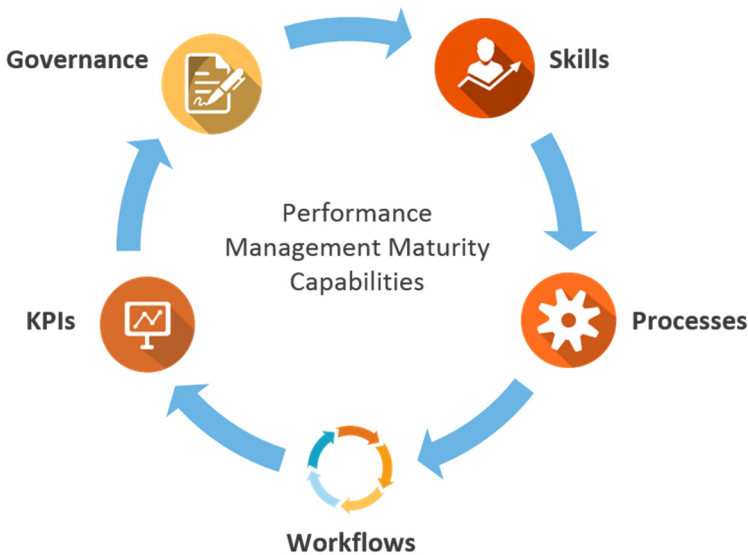 Governance
Skills
Performance
Management Maturity
Capabilities
KPIs
Processes
Workflows